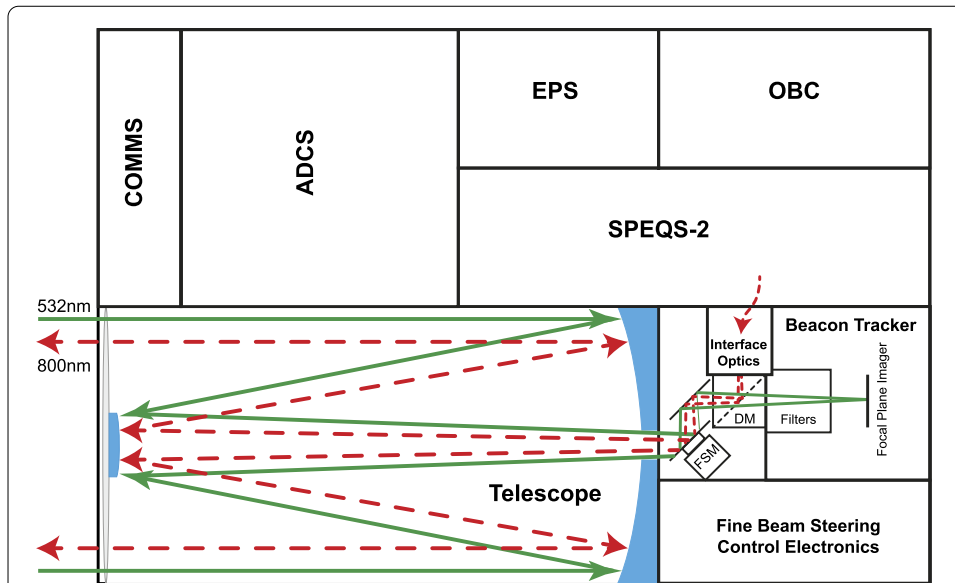 COMMS
ADCS
EPS
OBC
SPEQS-2
532nm
800nm
Interface
Optics
Beacon Tracker
Focal Plane Imager
DM
Filters
FSM
Telescope
Fine Beam Steering
Control Electronics